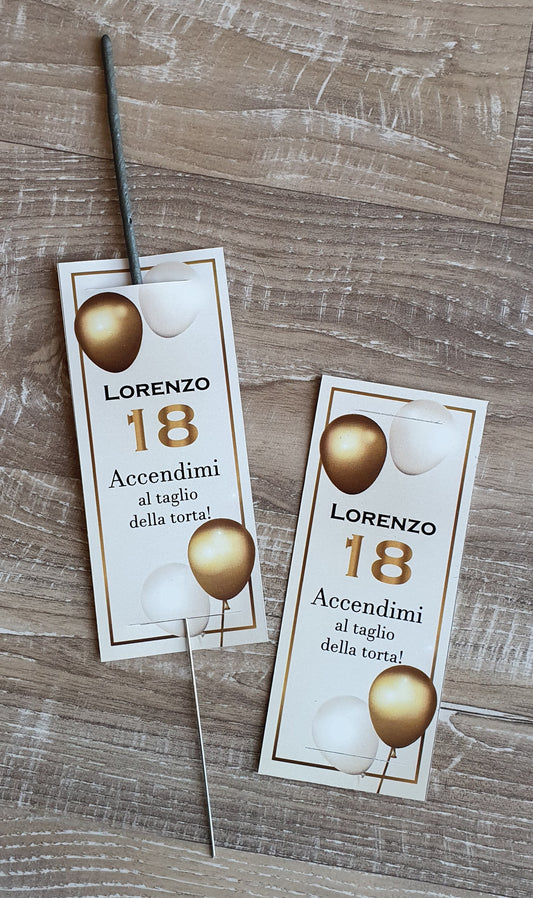 LORENZO
18
Accendimi
al taglio
della torta!
LORENZO
18
Accendimi
al taglio
della torta!